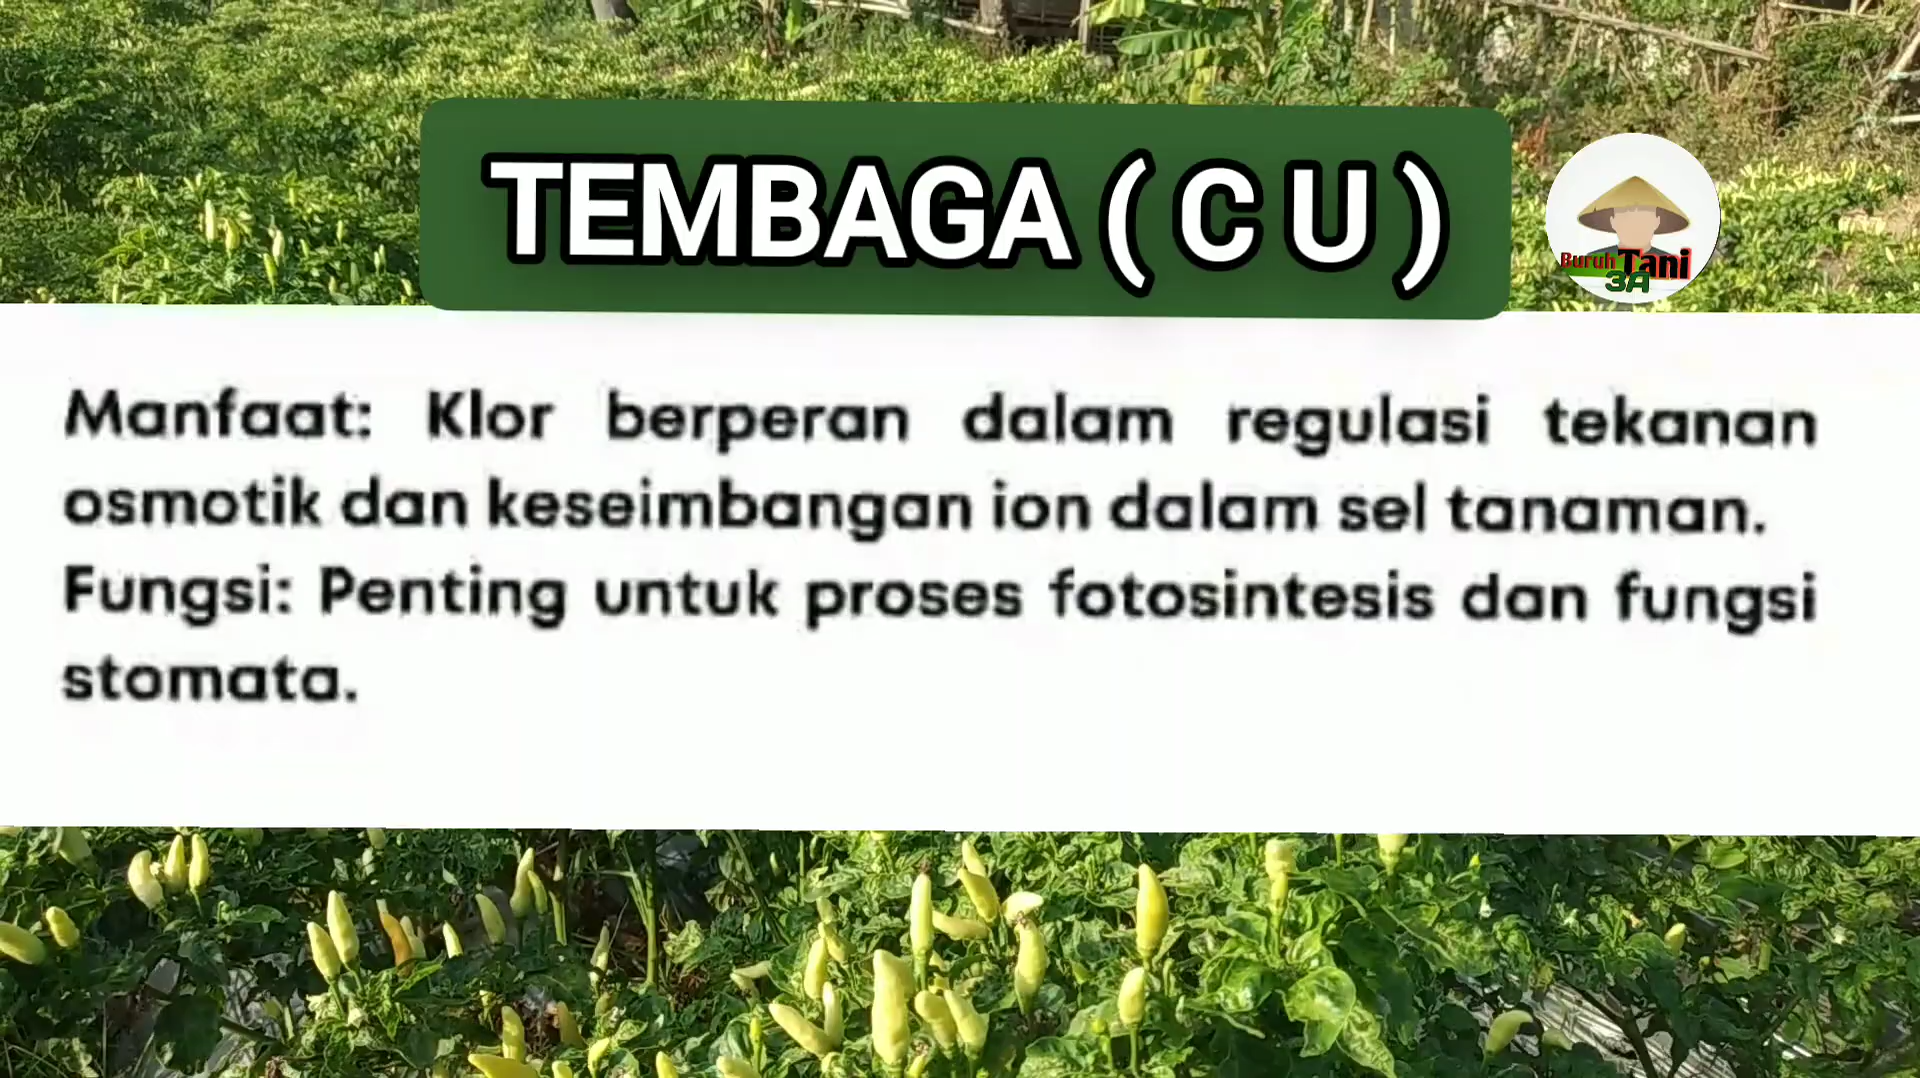 TEMBAGA ( C U )
Buruh Tani
3A
Manfaat: Klor berperan dalam regulasi tekanan
osmotik dan keseimbangan ion dalam sel tanaman.
Fungsi: Penting untuk proses fotosintesis dan fungsi
stomata.